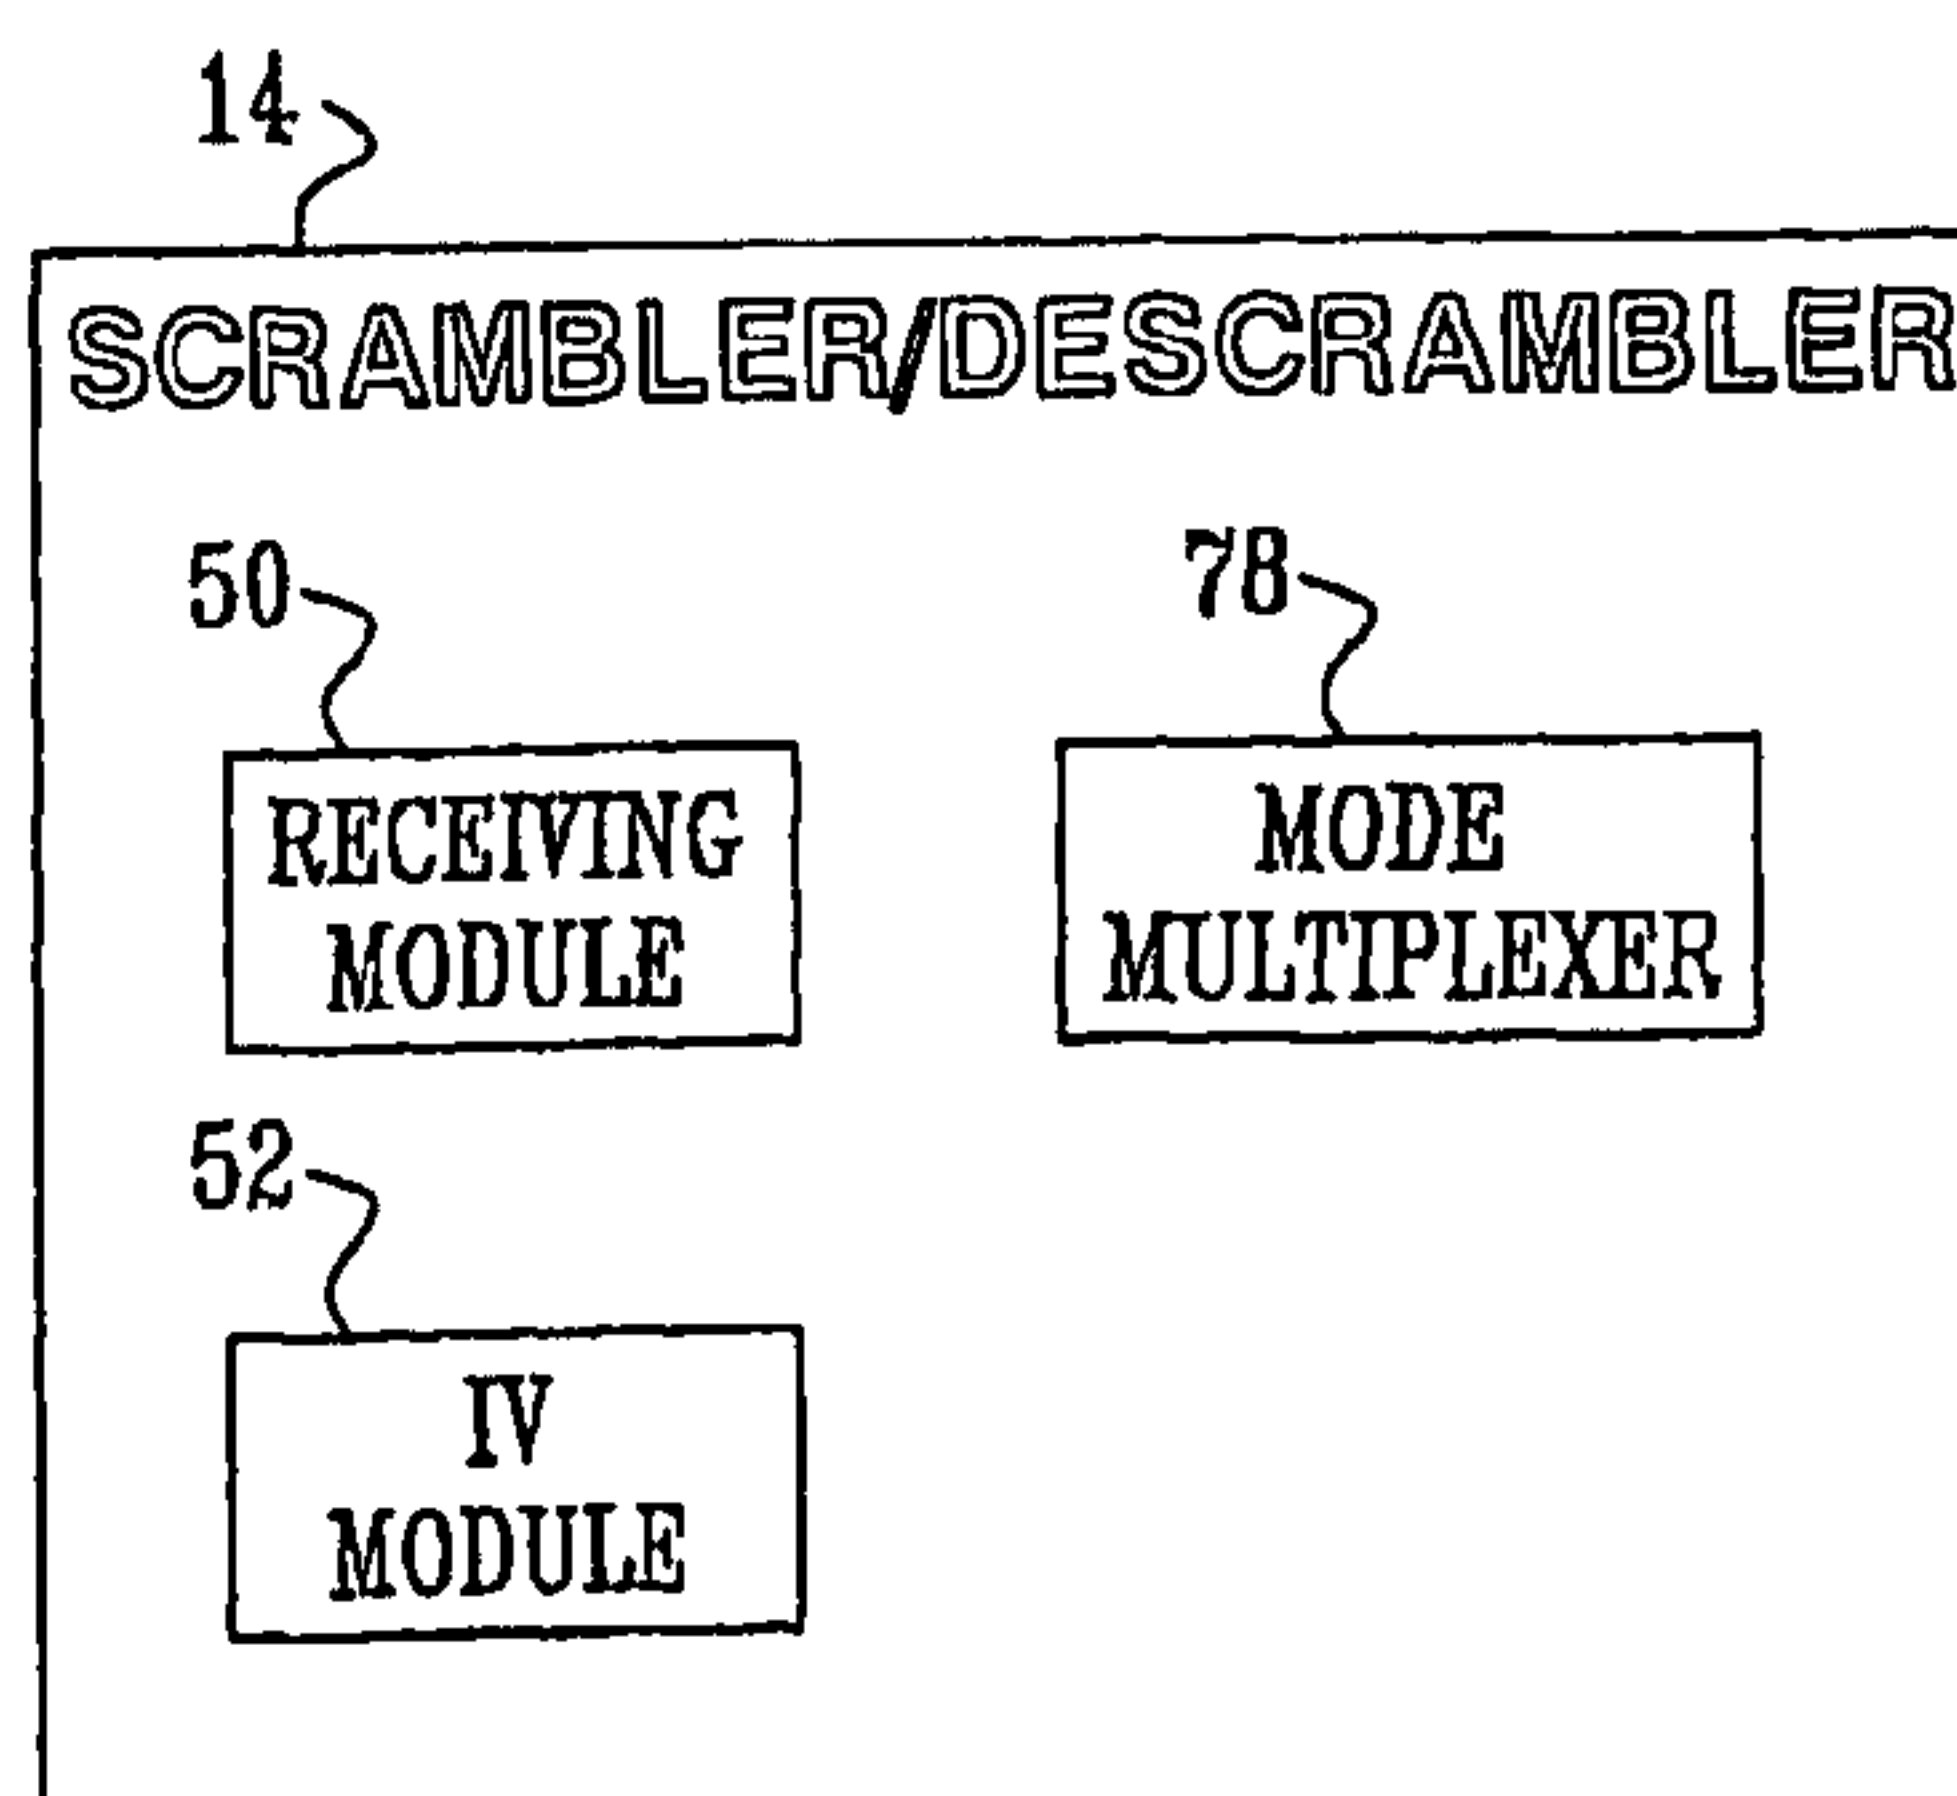 14
SCRAMBLER/DESCRAMBLER
50
78
RECEIVING
MODULE
MODE
MULTIPLEXER
52
IV
MODULE